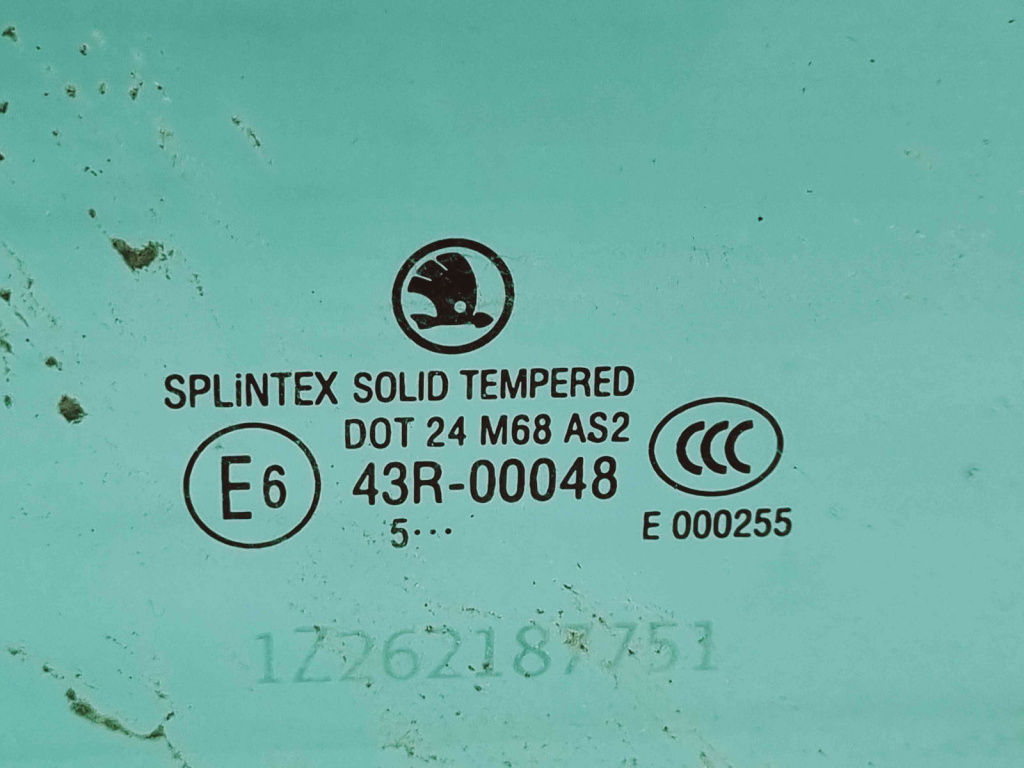 SPLiNTEX SOLID TEMPERED
DOT 24 M68 AS2
E6 43R-00048 CCC
5··· E 000255
1Z262187751